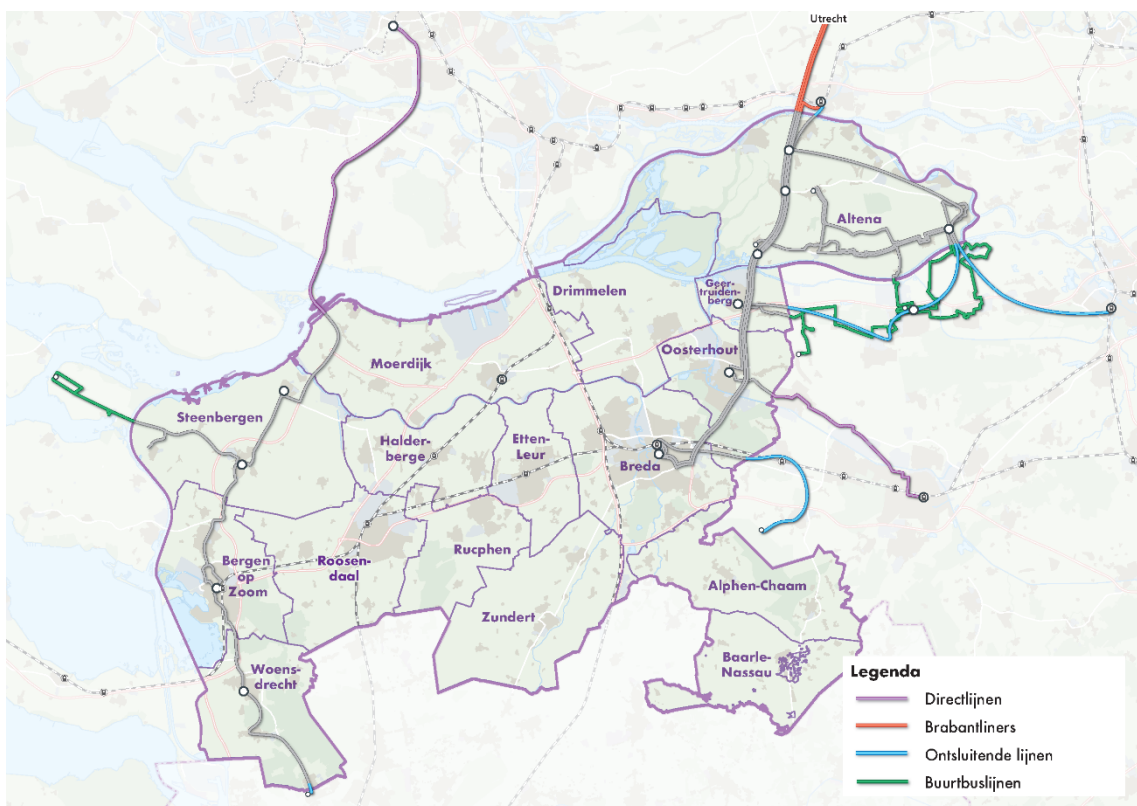 Utrecht
Altena
Geer-
truiden-
berg
Drimmelen
Oosterhout
Moerdijk
Steenbergen
Halder-
berge
Etten-
Leur
Breda
Bergen
op
Zoom
Roosen-
daal
Rucphen
Zundert
Alphen-Chaam
Baarle-
Nassau
Woens-
drecht
Legenda
Directlijnen
Brabantliners
Ontsluitende lijnen
Buurtbuslijnen